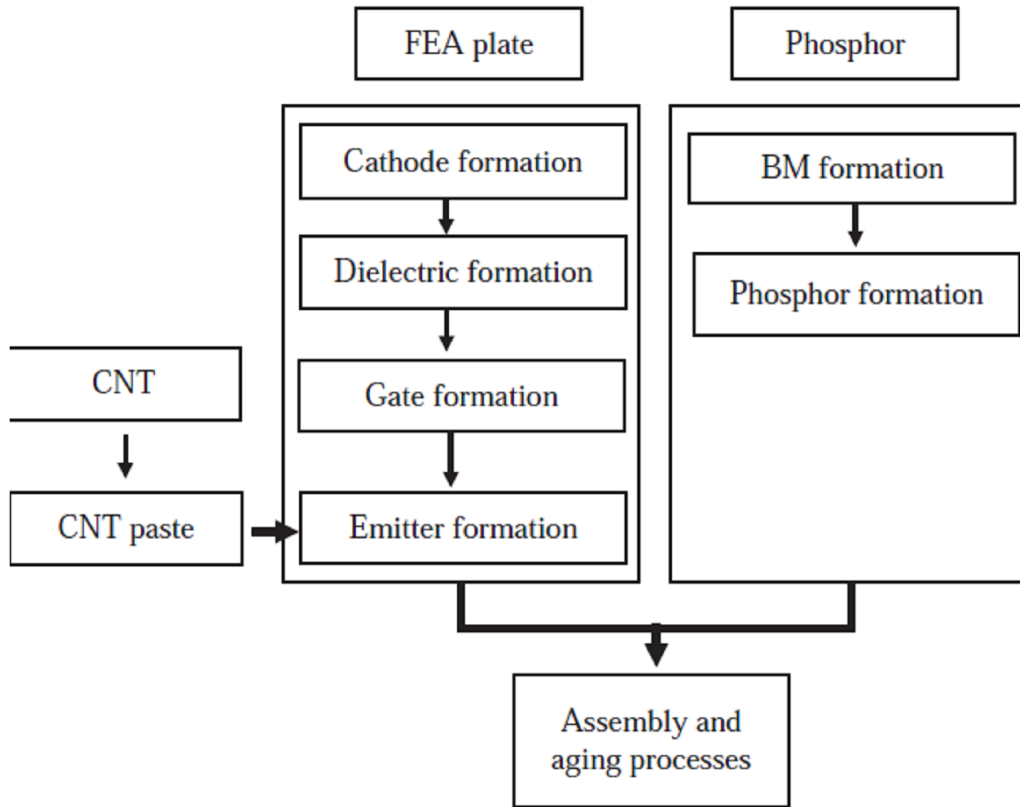 FEA plate
Phosphor
Cathode formation
Dielectric formation
Gate formation
Emitter formation
BM formation
Phosphor formation
CNT
CNT paste
Assembly and
aging processes